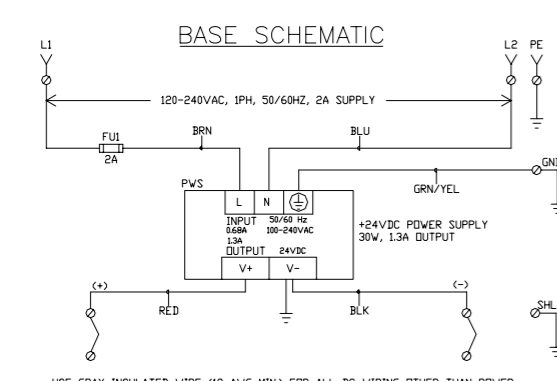 BASE SCHEMATIC
L1
L2 PE
120-240VAC, 1PH, 50/60HZ, 2A SUPPLY
FU1
2A
BRN
BLU
GND
GRN/YEL
PWS
L N
INPUT 50/60 Hz
0.68A 100-240VAC
1.3A
OUTPUT 24VDC
V+ V-
+24VDC POWER SUPPLY
30W, 1.3A OUTPUT
(+)
(-)
RED
BLK
SHL